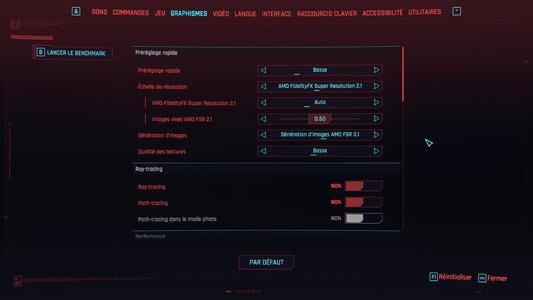 & SONS COMMANDES JEU GRAPHISMES VIDÉO LANGUE INTERFACE RACCOURCIS CLAVIER ACCESSIBILITÉ UTILITAIRES "
B LANCER LE BENCHMARK
Préréglage rapide
Préréglage rapide Basse
Échelle de résolution AMD FidelityFX Super Resolution 2.1
AMD FidelityFX Super Resolution 2.1 Auto
Images vives AMD FSR 2.1 0.50
Génération d'images Génération d'images AMD FSR 3.1
Qualité des textures Basse
Ray-tracing
Ray-tracing NON
Path-tracing NON
Path-tracing dans le mode photo NON
Performance
PAR DÉFAUT
F1 Réinitialiser ESC Fermer